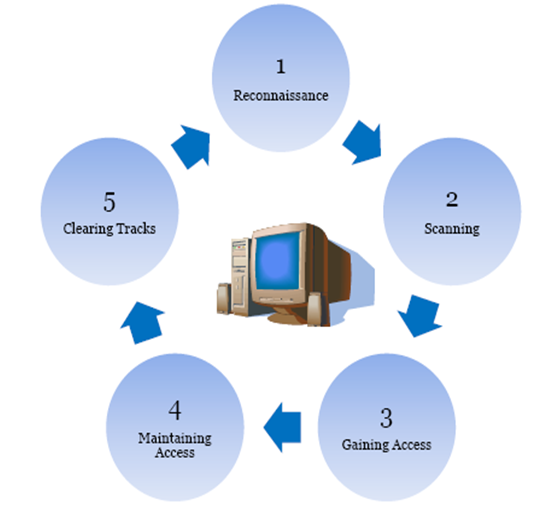 1
Reconnaissance
2
Scanning
3
Gaining Access
4
Maintaining
Access
5
Clearing Tracks